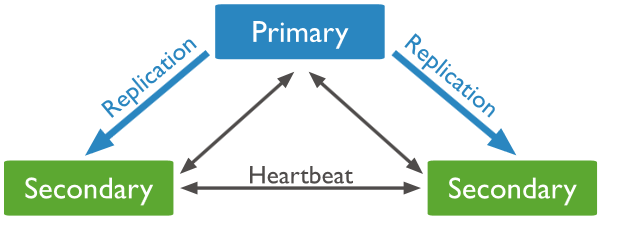 Primary
Replication
Replication
Heartbeat
Secondary
Secondary